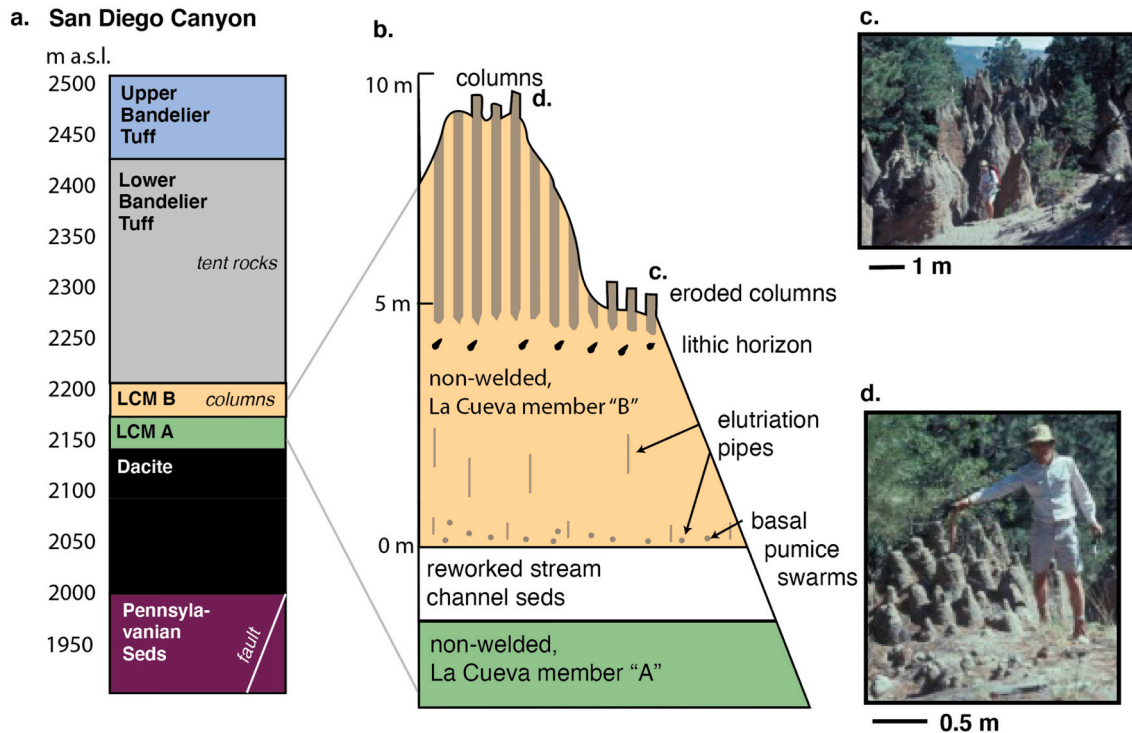 a. San Diego Canyon
m a.s.l.
2500
2450
2400
2350
2300
2250
2200
2150
2100
2050
2000
1950
Upper
Bandelier
Tuff
Lower
Bandelier
Tuff
tent rocks
LCM B columns
LCM A
Dacite
Pennsyla-
vanian
Seds
fault
b.
10 m
5 m
0 m
columns
d.
c.
eroded columns
lithic horizon
non-welded,
La Cueva member "B"
elutriation
pipes
basal
pumice
swarms
reworked stream
channel seds
non-welded,
La Cueva member “A”
c.
1 m
d.
0.5 m